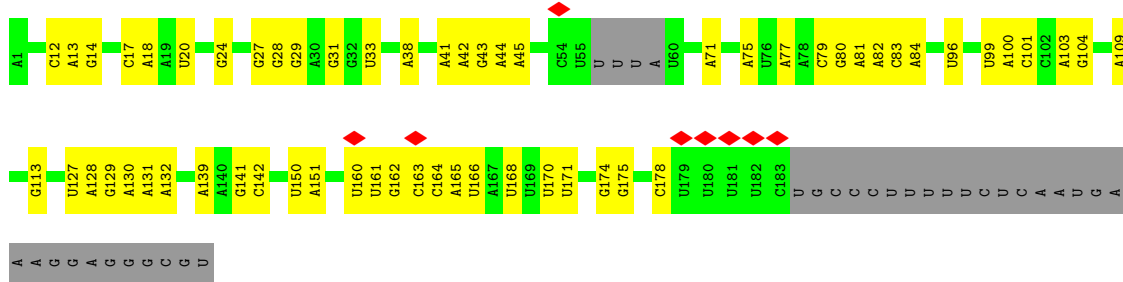 A1 C12 A13 G14 C17 A18 A19 U20 G24 G27 G28 G29 A30 G31 G32 U33 A38 A41 A42 G43 A44 A45 C54 U55 U U U A U60 A71 A75 U76 A77 A78 C79 G80 A81 A82 C83 A84 U96 U99 A100 C101 C102 A103 G104 A109
G113 U127 A128 G129 A130 A131 A132 A139 A140 G141 C142 U150 A151 U160 U161 G162 C163 C164 A165 U166 A167 U168 U169 U170 U171 G174 G175 C178 U179 U180 U181 U182 C183 U G C C C U U U U U C U C A A U G A
A A G G A G G G C G U